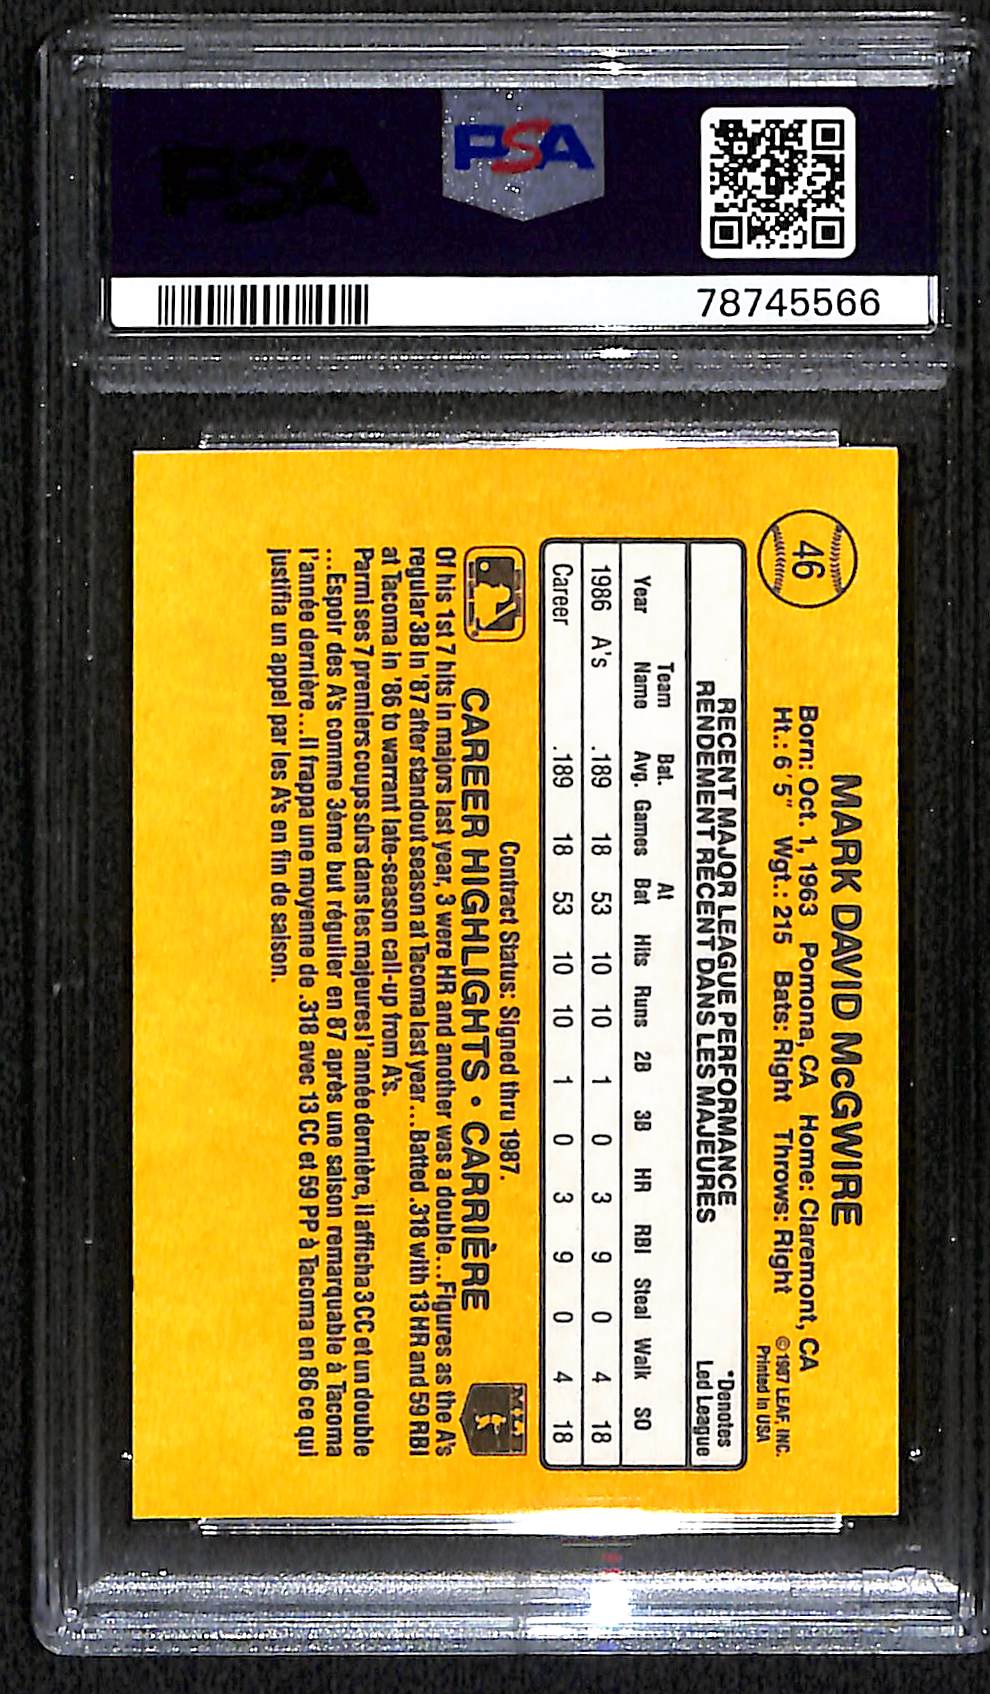 PSA
PSA
78745566
46
MARK DAVID McGWIRE
Born: Oct. 1, 1963 Pomona, CA Home: Claremont, CA
Ht.: 6'5" Wgt.: 215 Bats: Right Throws: Right
©1987 LEAF, INC.
Printed in USA
RECENT MAJOR LEAGUE PERFORMANCE
RENDEMENT RÉCENT DANS LES MAJEURES
*Denotes
Led League
Team Bat. At
Year Name Avg. Games Bat Hits Runs 2B 3B HR RBI Steal Walk SO
1986 A's .189 18 53 10 10 1 0 3 9 0 4 18
Career .189 18 53 10 10 1 0 3 9 0 4 18
Contract Status: Signed thru 1987.
CAREER HIGHLIGHTS • CARRIÈRE
Of his 1st 7 hits in majors last year, 3 were HR and another was a double...Figures as the A's
regular 3B in '87 after standout season at Tacoma last year...Batted .318 with 13 HR and 59 RBI
at Tacoma in '86 to warrant late-season call-up from A's.
Parmi ses 7 premiers coups sûrs dans les majeures l'année dernière, il afficha 3 CC et un double
...Espoir des A's comme 3ème but régulier en 87 après une saison remarquable à Tacoma
l'année dernière...Il frappa une moyenne de .318 avec 13 CC et 59 PP à Tacoma en 86 ce qui
justifia un appel par les A's en fin de saison.